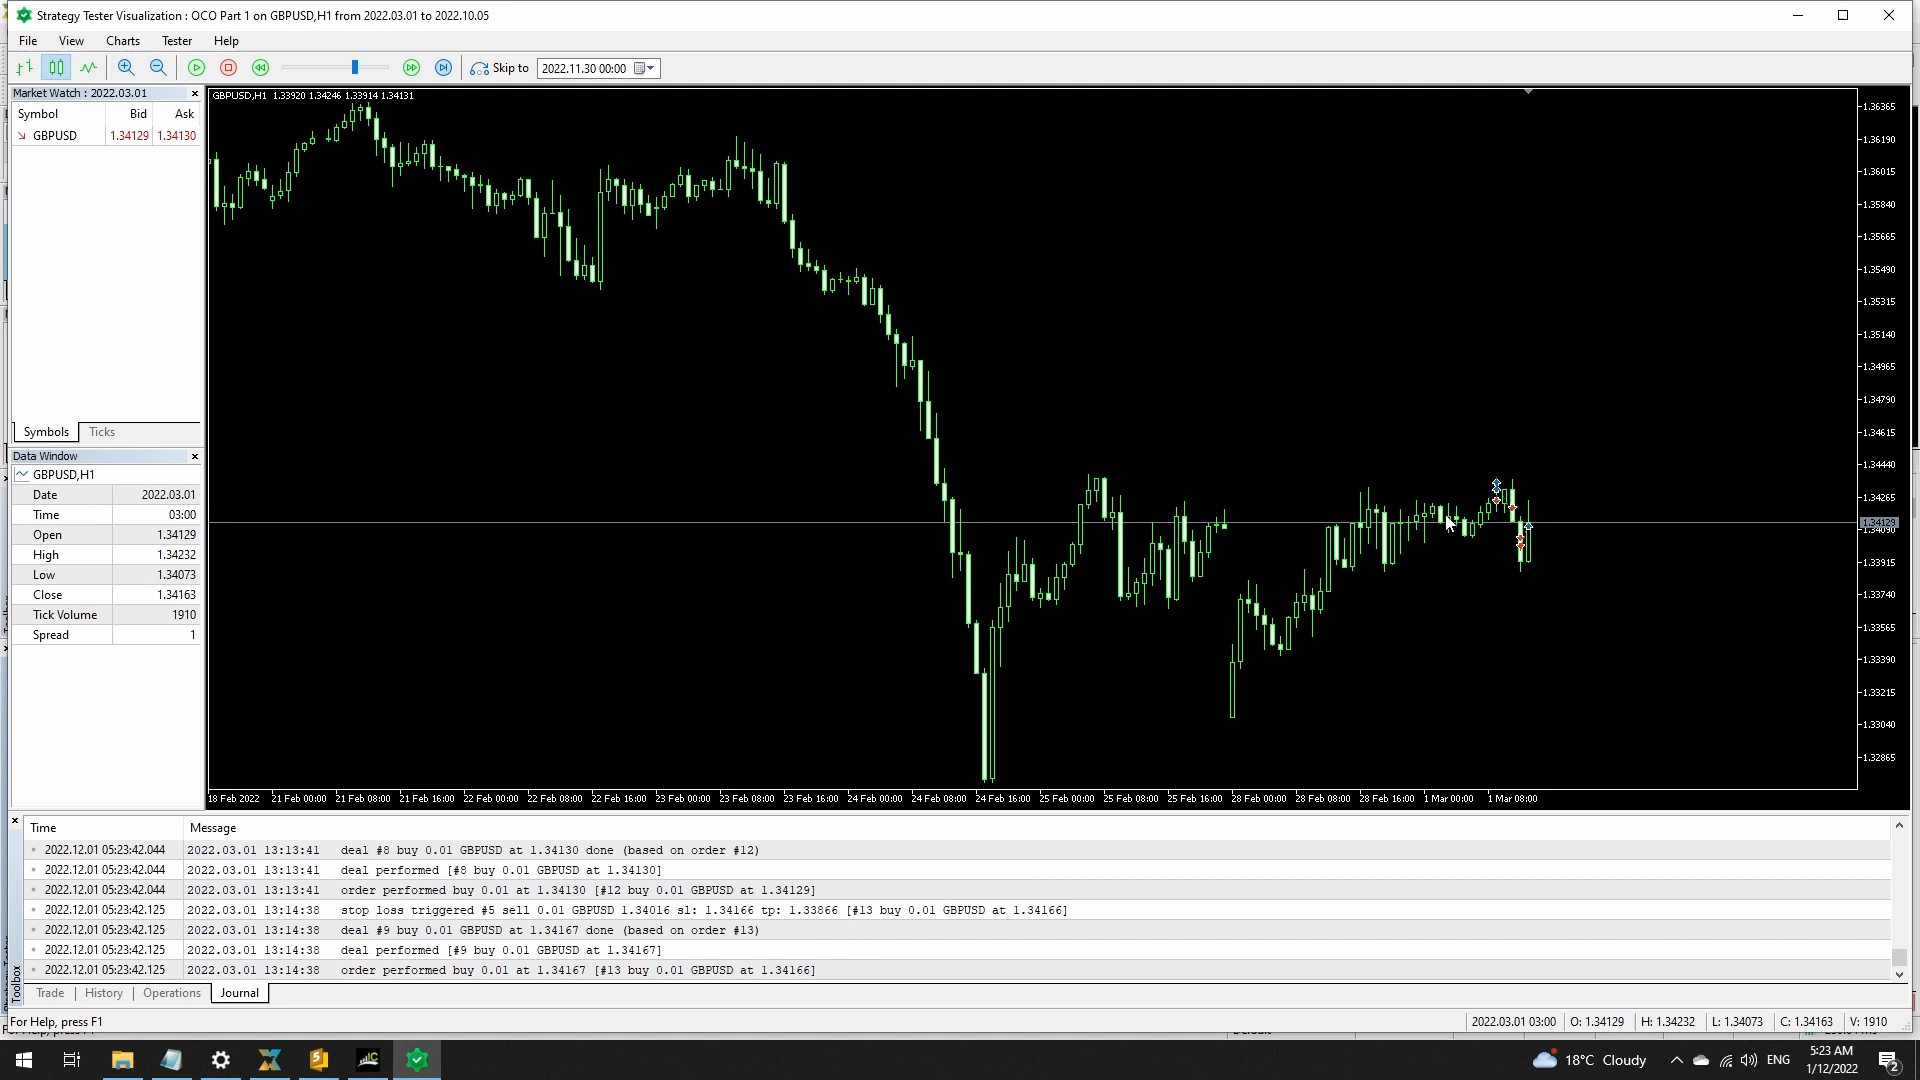 Strategy Tester Visualization : OCO Part 1 on GBPUSD,H1 from 2022.03.01 to 2022.10.05
File View Charts Tester Help
Skip to 2022.11.30 00:00
Market Watch : 2022.03.01
Symbol Bid Ask
GBPUSD 1.34129 1.34130
Symbols Ticks
Data Window
GBPUSD,H1
Date 2022.03.01
Time 03:00
Open 1.34129
High 1.34232
Low 1.34073
Close 1.34163
Tick Volume 1910
Spread 1
GBPUSD,H1 1.33920 1.34246 1.33914 1.34131
1.36365
1.36190
1.36015
1.35840
1.35665
1.35490
1.35315
1.35140
1.34965
1.34790
1.34615
1.34440
1.34265
1.34129
1.34090
1.33915
1.33740
1.33565
1.33390
1.33215
1.33040
1.32865
18 Feb 2022 21 Feb 00:00 21 Feb 08:00 21 Feb 16:00 22 Feb 00:00 22 Feb 08:00 22 Feb 16:00 23 Feb 00:00 23 Feb 08:00 23 Feb 16:00 24 Feb 00:00 24 Feb 08:00 24 Feb 16:00 25 Feb 00:00 25 Feb 08:00 25 Feb 16:00 28 Feb 00:00 28 Feb 08:00 28 Feb 16:00 1 Mar 00:00 1 Mar 08:00
Time Message
2022.12.01 05:23:42.044 2022.03.01 13:13:41 deal #8 buy 0.01 GBPUSD at 1.34130 done (based on order #12)
2022.12.01 05:23:42.044 2022.03.01 13:13:41 deal performed [#8 buy 0.01 GBPUSD at 1.34130]
2022.12.01 05:23:42.044 2022.03.01 13:13:41 order performed buy 0.01 at 1.34130 [#12 buy 0.01 GBPUSD at 1.34129]
2022.12.01 05:23:42.125 2022.03.01 13:14:38 stop loss triggered #5 sell 0.01 GBPUSD 1.34016 sl: 1.34166 tp: 1.33866 [#13 buy 0.01 GBPUSD at 1.34166]
2022.12.01 05:23:42.125 2022.03.01 13:14:38 deal #9 buy 0.01 GBPUSD at 1.34167 done (based on order #13)
2022.12.01 05:23:42.125 2022.03.01 13:14:38 deal performed [#9 buy 0.01 GBPUSD at 1.34167]
2022.12.01 05:23:42.125 2022.03.01 13:14:38 order performed buy 0.01 at 1.34167 [#13 buy 0.01 GBPUSD at 1.34166]
Toolbox
Trade History Operations Journal
For Help, press F1
2022.03.01 03:00 O: 1.34129 H: 1.34232 L: 1.34073 C: 1.34163 V: 1910
18°C Cloudy
ENG
5:23 AM
1/12/2022
2